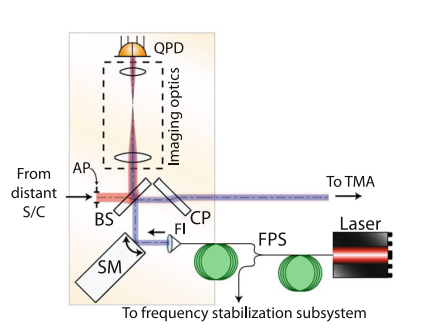 QPD
Imaging optics
From
distant
S/C
AP
To TMA
BS
CP
FI
Laser
FPS
SM
To frequency stabilization subsystem